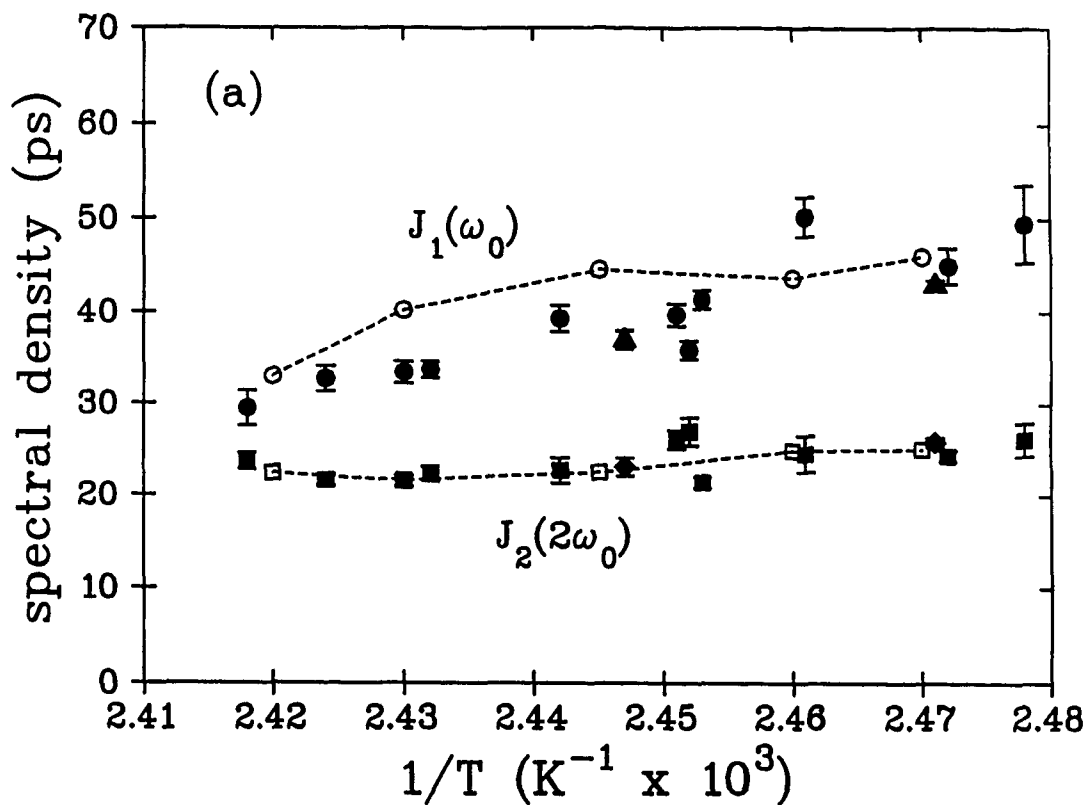 70
60
50
40
30
20
10
0
spectral density (ps)
(a)
J₁(ω₀)
J₂(2ω₀)
2.41 2.42 2.43 2.44 2.45 2.46 2.47 2.48
1/T (K⁻¹ x 10³)